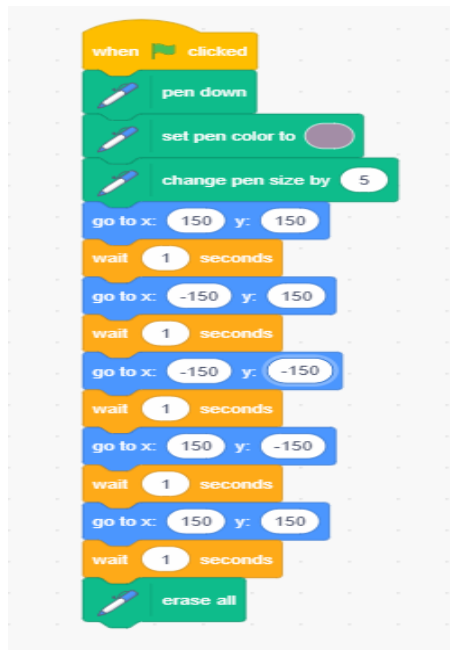 when clicked
pen down
set pen color to
change pen size by 5
go to x: 150 y: 150
wait 1 seconds
go to x: -150 y: 150
wait 1 seconds
go to x: -150 y: -150
wait 1 seconds
go to x: 150 y: -150
wait 1 seconds
go to x: 150 y: 150
wait 1 seconds
erase all